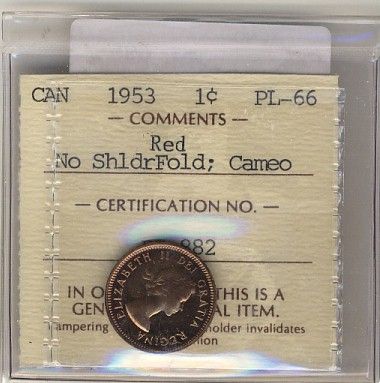 CAN 1953 1¢ PL-66
— COMMENTS —
Red
No ShldrFold; Cameo
— CERTIFICATION NO. —
882
ELIZABETH II DEI GRATIA REGINA
IN O THIS IS A
GEN AL ITEM.
ampering holder invalidates
ion